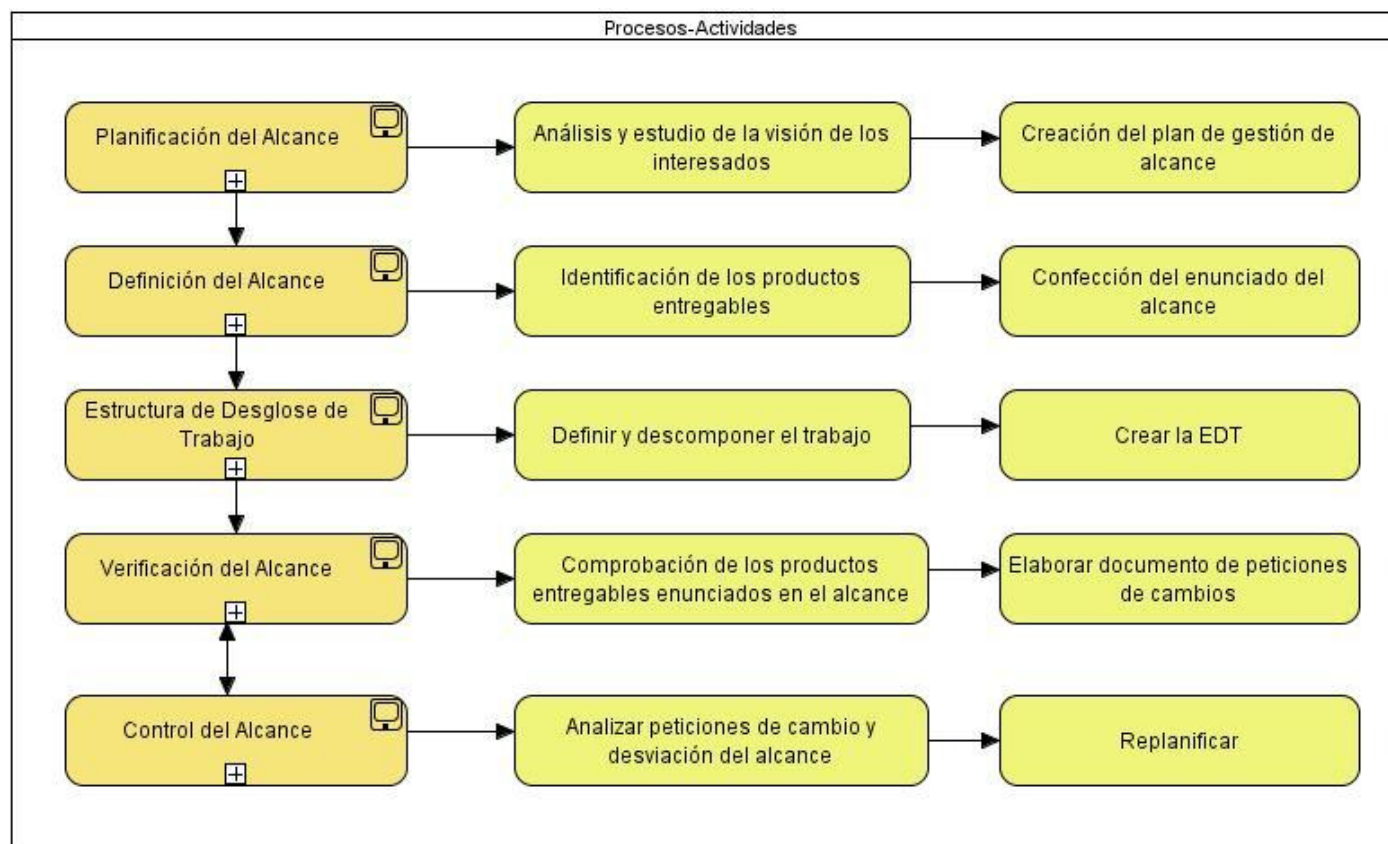 Procesos-Actividades
Planificación del Alcance
Análisis y estudio de la visión de los
interesados
Creación del plan de gestión de
alcance
Definición del Alcance
Identificación de los productos
entregables
Confección del enunciado del
alcance
Estructura de Desglose de
Trabajo
Definir y descomponer el trabajo
Crear la EDT
Verificación del Alcance
Comprobación de los productos
entregables enunciados en el alcance
Elaborar documento de peticiones
de cambios
Control del Alcance
Analizar peticiones de cambio y
desviación del alcance
Replanificar